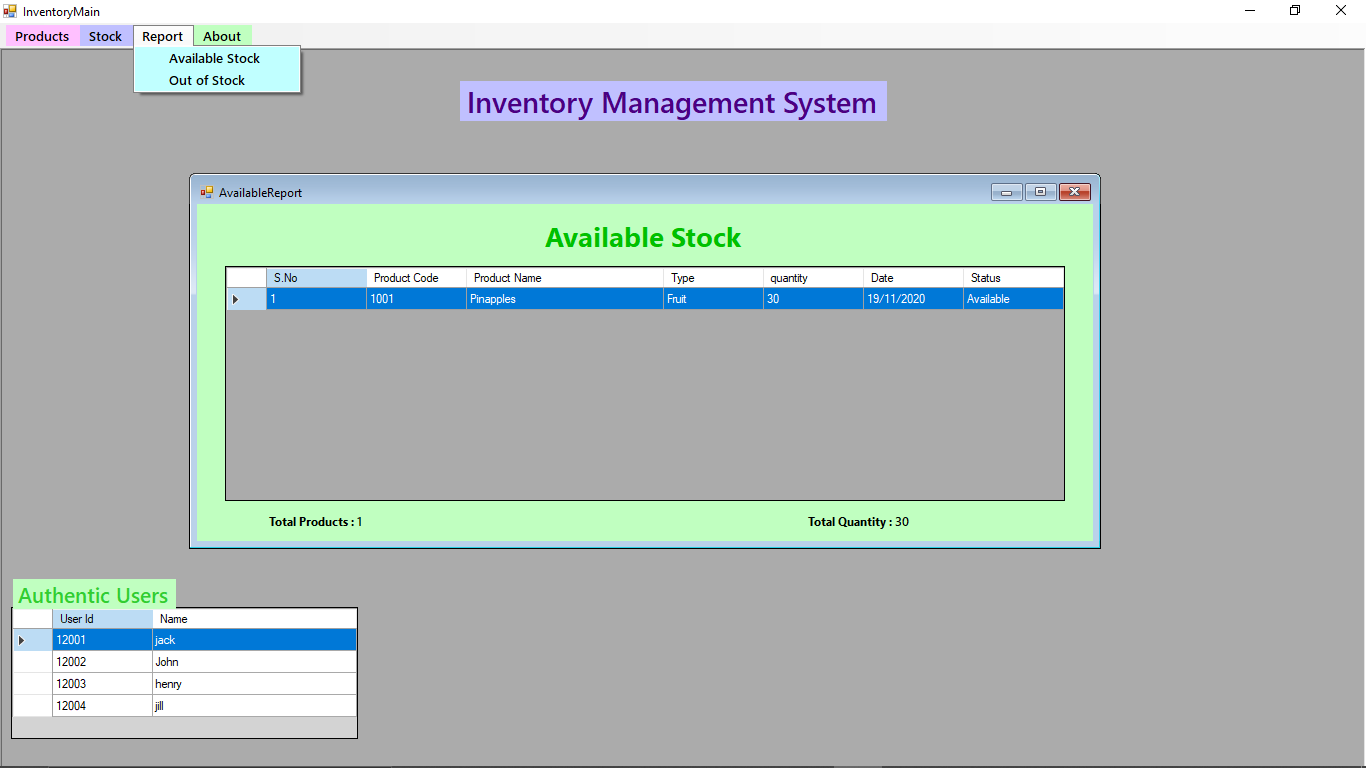 InventoryMain
Products Stock Report About
Available Stock
Out of Stock
Inventory Management System
AvailableReport
Available Stock
S.No Product Code Product Name Type quantity Date Status
1 1001 Pinapples Fruit 30 19/11/2020 Available
Total Products : 1 Total Quantity : 30
Authentic Users
User Id Name
12001 jack
12002 John
12003 henry
12004 jill